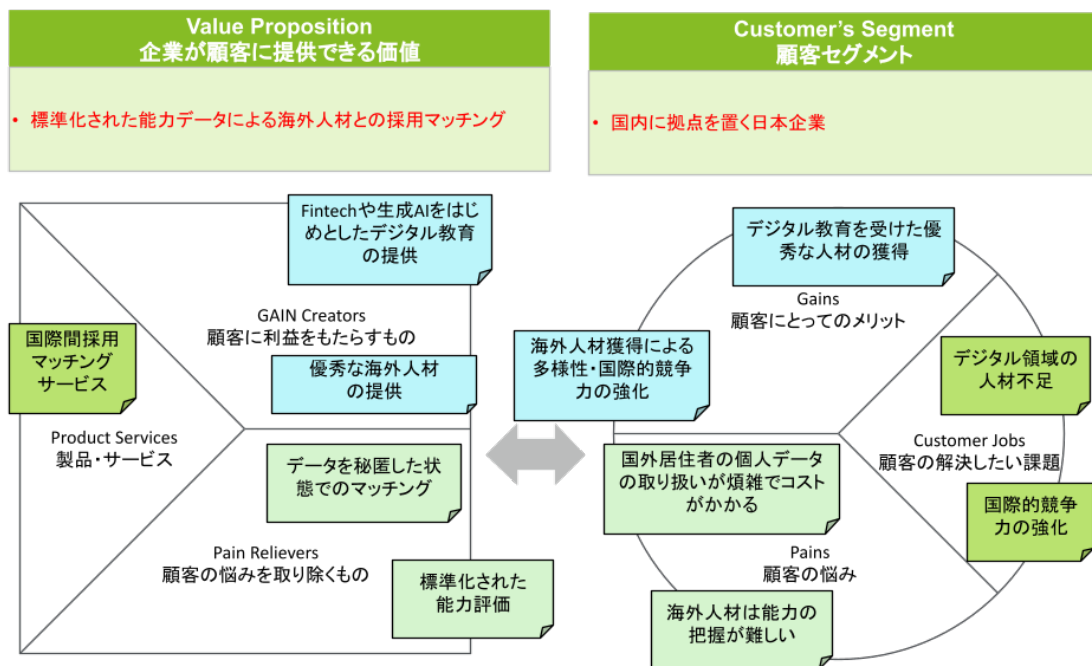 Value Proposition
企業が顧客に提供できる価値
• 標準化された能力データによる海外人材との採用マッチング
Customer's Segment
顧客セグメント
• 国内に拠点を置く日本企業
Fintechや生成AIをはじ
めとしたデジタル教育
の提供
GAIN Creators
顧客に利益をもたらすもの
国際間採用
マッチング
サービス
優秀な海外人材
の提供
Product Services
製品・サービス
データを秘匿した状
態でのマッチング
Pain Relievers
顧客の悩みを取り除くもの
標準化された
能力評価
デジタル教育を受けた優
秀な人材の獲得
Gains
顧客にとってのメリット
海外人材獲得による
多様性・国際的競争
力の強化
デジタル領域の
人材不足
Customer Jobs
顧客の解決したい課題
国外居住者の個人データ
の取り扱いが煩雑でコスト
がかかる
国際的競争
力の強化
Pains
顧客の悩み
海外人材は能力の
把握が難しい